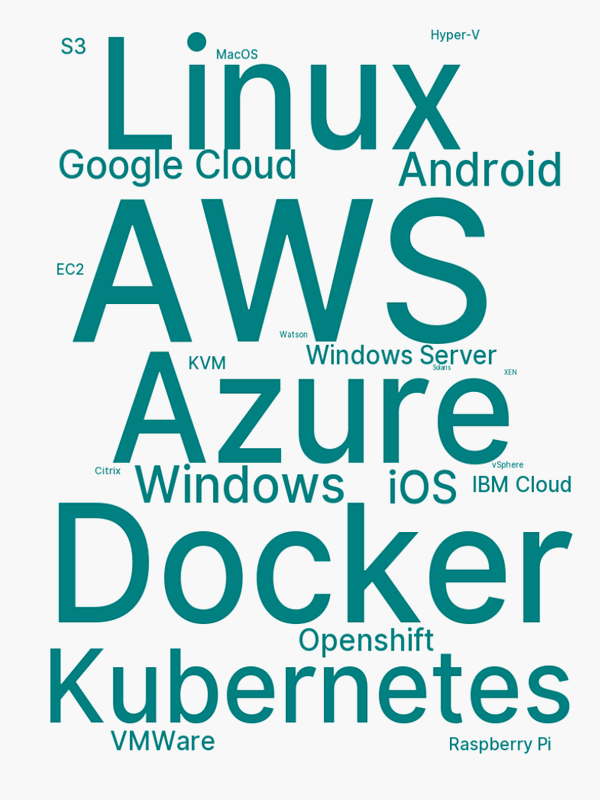 Hyper-V
S3
Linux
MacOS
Google Cloud
Android
AWS
EC2
Watson
Windows Server
KVM
Solaris
XEN
Azure
vSphere
Citrix
Windows
iOS
IBM Cloud
Docker
Openshift
Kubernetes
VMWare
Raspberry Pi